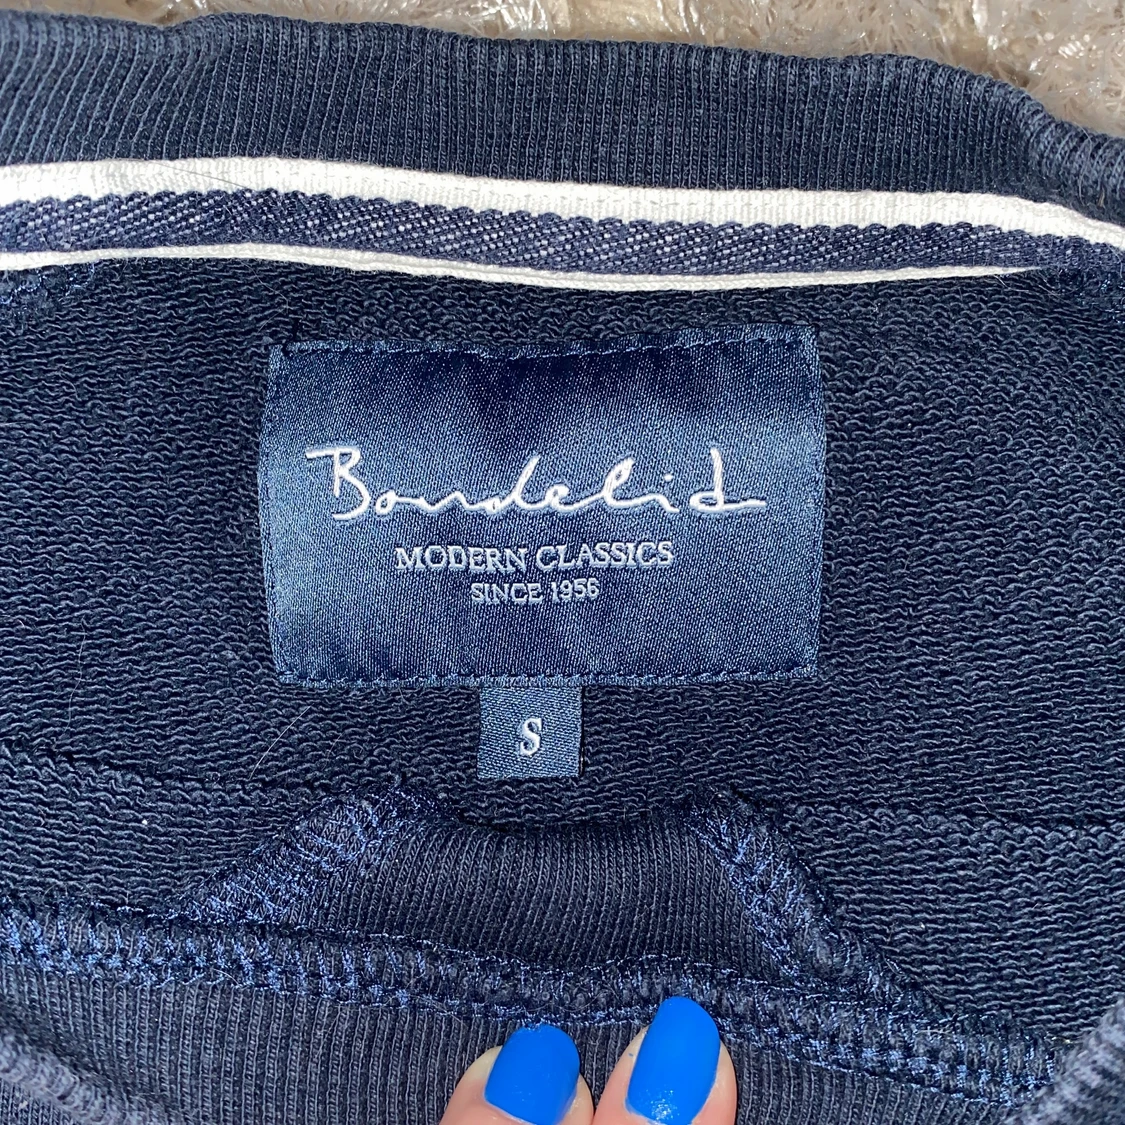 Bondelid
MODERN CLASSICS
SINCE 1956
S